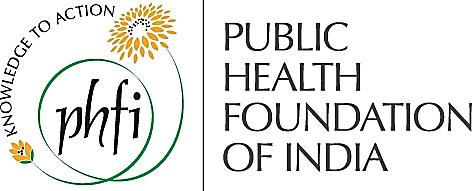 KNOWLEDGE TO ACTION
phfi
PUBLIC
HEALTH
FOUNDATION
OF INDIA